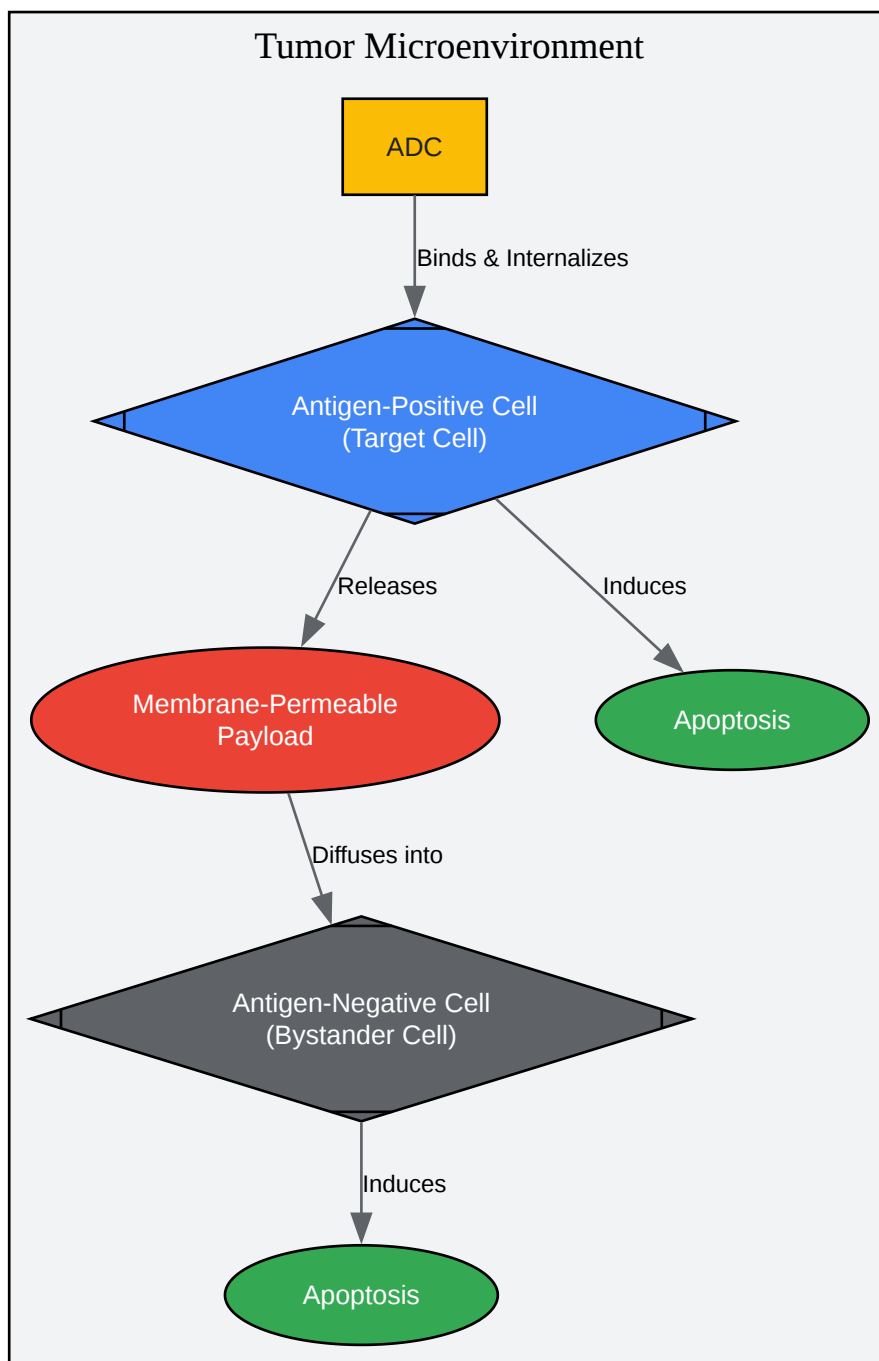 Tumor Microenvironment
ADC
Binds & Internalizes
Antigen-Positive Cell
(Target Cell)
Releases
Induces
Membrane-Permeable
Payload
Apoptosis
Diffuses into
Antigen-Negative Cell
(Bystander Cell)
Induces
Apoptosis